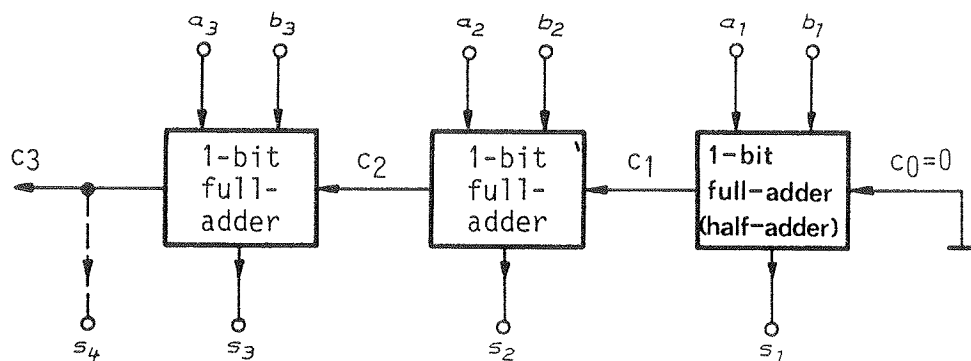 a3 b3 a2 b2 a1 b1
c3
1-bit
full-
adder
c2
1-bit
full-
adder
c1
1-bit
full-adder
(half-adder)
c0=0
s4 s3 s2 s1